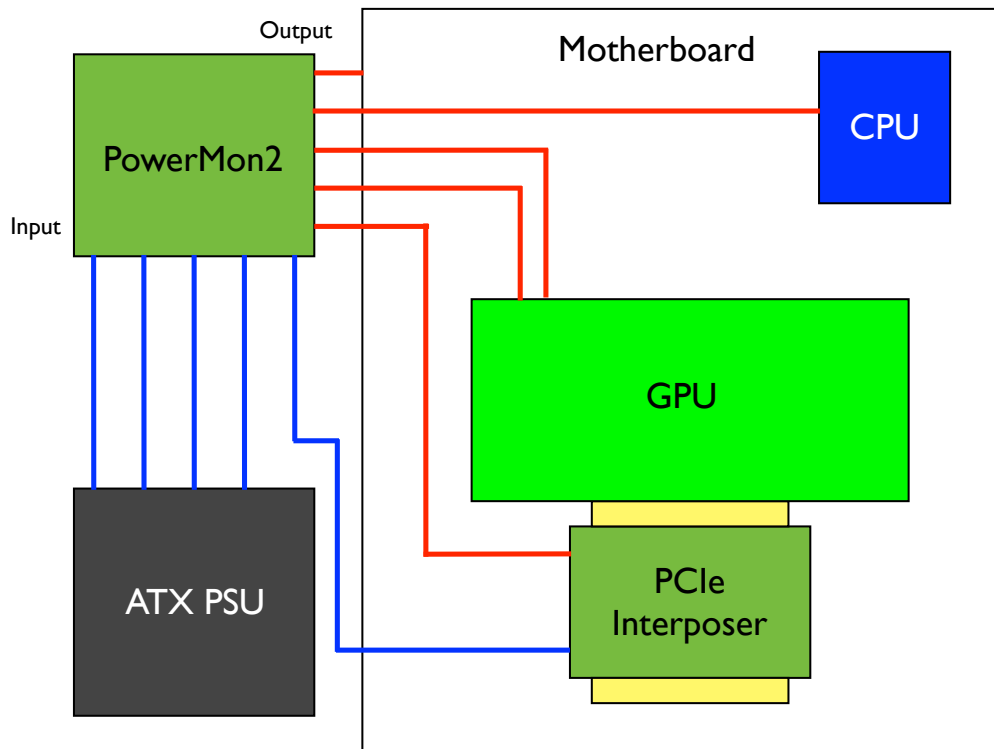 Output
Motherboard
CPU
PowerMon2
Input
GPU
PCIe
Interposer
ATX PSU